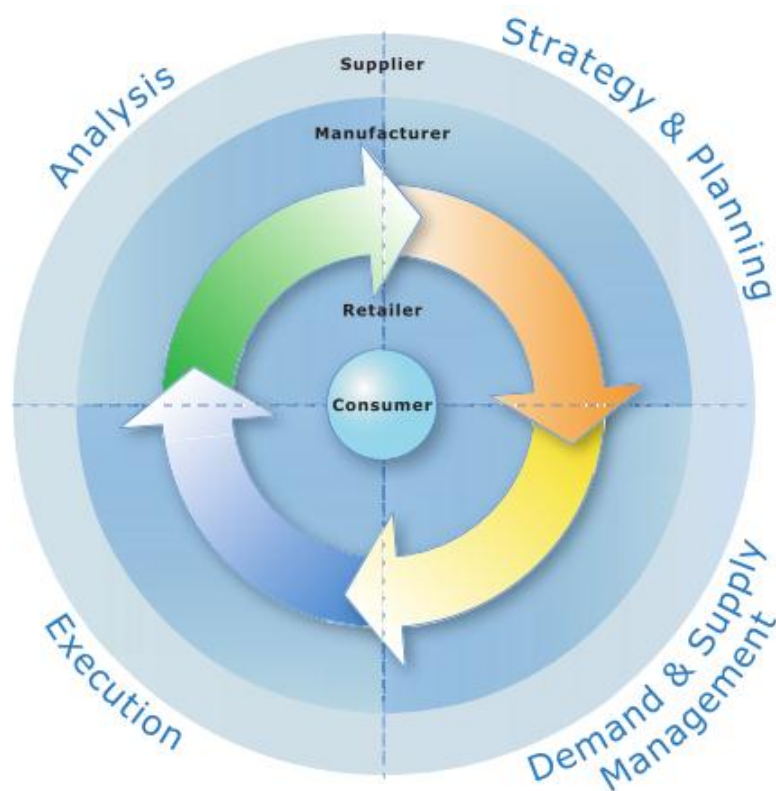 Analysis
Strategy & Planning
Supplier
Manufacturer
Retailer
Consumer
Execution
Demand & Supply
Management